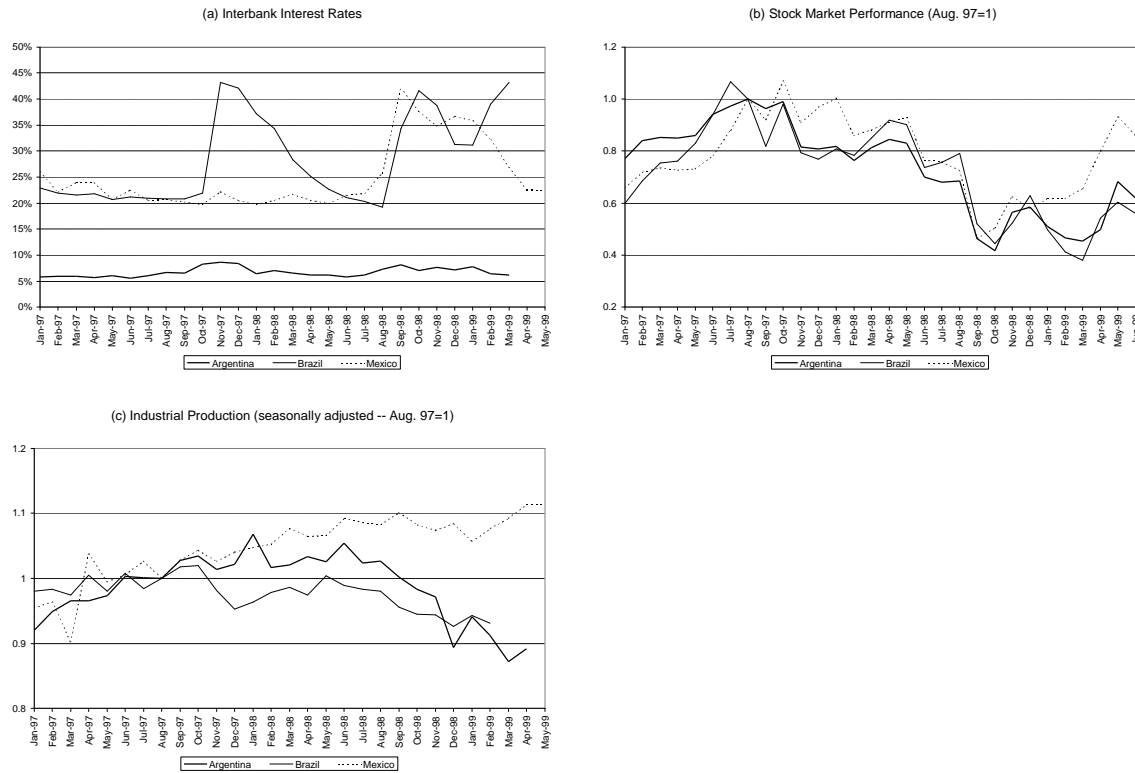 (a) Interbank Interest Rates
50%
45%
40%
35%
30%
25%
20%
15%
10%
5%
0%
Jan-97
Feb-97
Mar-97
Apr-97
May-97
Jun-97
Jul-97
Aug-97
Sep-97
Oct-97
Nov-97
Dec-97
Jan-98
Feb-98
Mar-98
Apr-98
May-98
Jun-98
Jul-98
Aug-98
Sep-98
Oct-98
Nov-98
Dec-98
Jan-99
Feb-99
Mar-99
Apr-99
May-99
Argentina Brazil Mexico
(b) Stock Market Performance (Aug. 97=1)
1.2
1.0
0.8
0.6
0.4
0.2
Jan-97
Feb-97
Mar-97
Apr-97
May-97
Jun-97
Jul-97
Aug-97
Sep-97
Oct-97
Nov-97
Dec-97
Jan-98
Feb-98
Mar-98
Apr-98
May-98
Jun-98
Jul-98
Aug-98
Sep-98
Oct-98
Nov-98
Dec-98
Jan-99
Feb-99
Mar-99
Apr-99
May-99
Argentina Brazil Mexico
(c) Industrial Production (seasonally adjusted -- Aug. 97=1)
1.2
1.1
1
0.9
0.8
Jan-97
Feb-97
Mar-97
Apr-97
May-97
Jun-97
Jul-97
Aug-97
Sep-97
Oct-97
Nov-97
Dec-97
Jan-98
Feb-98
Mar-98
Apr-98
May-98
Jun-98
Jul-98
Aug-98
Sep-98
Oct-98
Nov-98
Dec-98
Jan-99
Feb-99
Mar-99
Apr-99
May-99
Argentina Brazil Mexico